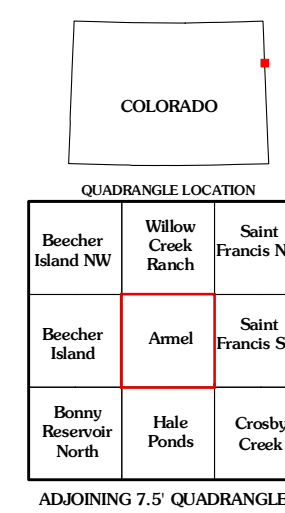 COLORADO
QUADRANGLE LOCATION
Beecher
Island NW
Willow
Creek
Ranch
Saint
Francis N
Beecher
Island
Armel
Saint
Francis S
Bonny
Reservoir
North
Hale
Ponds
Crosby
Creek
ADJOINING 7.5' QUADRANGLE